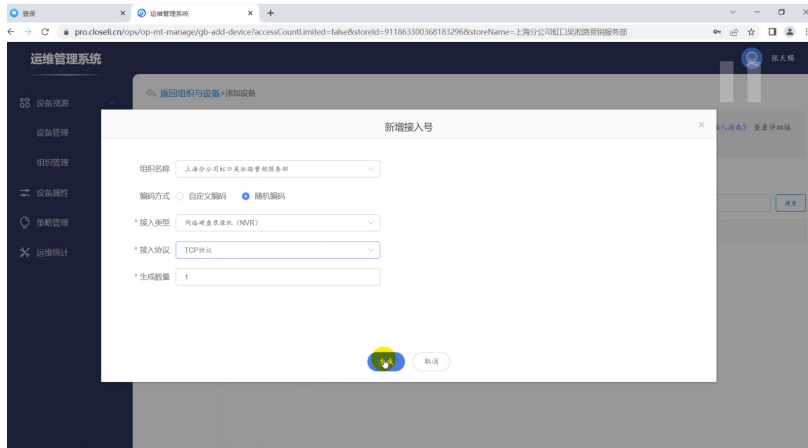 登录
运维管理系统
pro.closeli.cn/ops/op-mt-manage/gb-add-device?accessCountLimited=false&storeId=911863300368183296&storeName=上海分公司虹口吴淞路营销服务部
运维管理系统
张天赐
设备资源
返回组织与设备>添加设备
新增接入号
查看详细接
设备管理
组织管理
组织名称 上海分公司虹口吴淞路营销服务部
设备属性
编码方式 自定义编码 随机编码
搜索
策略管理
* 接入类型 网络硬盘录像机(NVR)
运维统计
* 接入协议 TCP协议
* 生成数量 1
取消